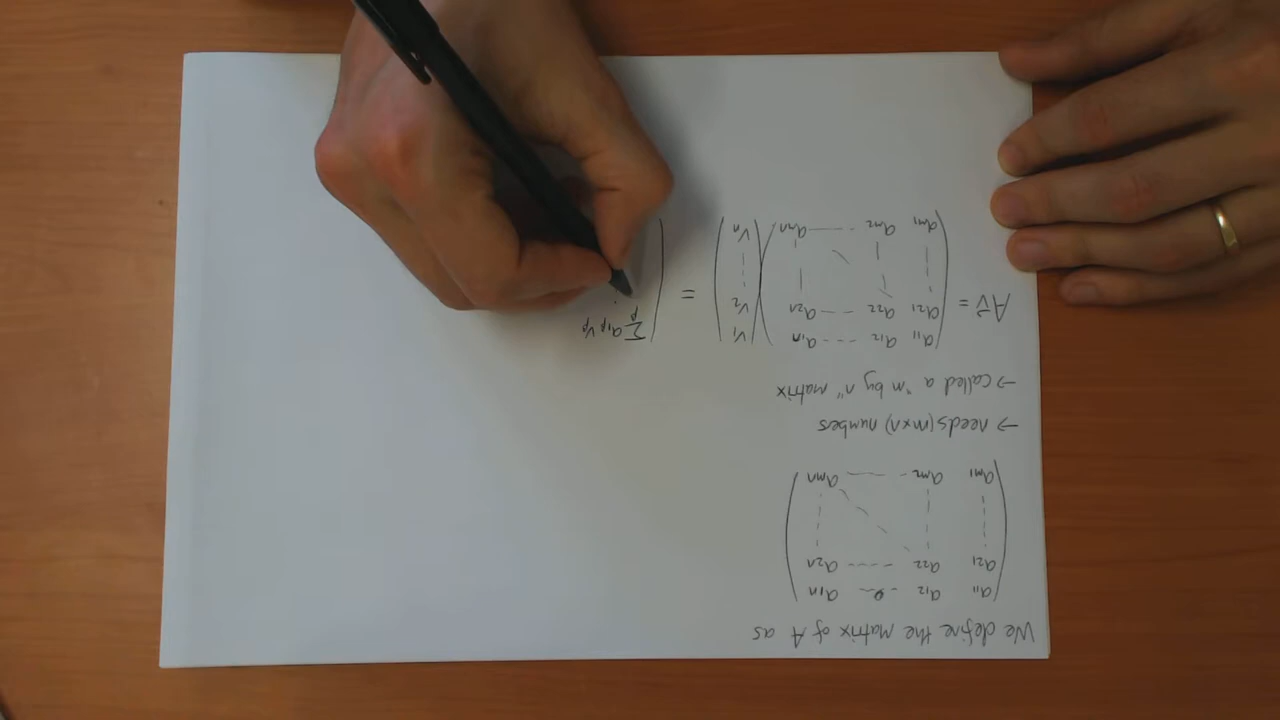 We define the matrix of A as
a₁₁ a₁₂ - - a₁ₙ
a₂₁ a₂₂ - - - - a₂ₙ
aₘ₁ aₘ₂ - — aₘₙ
→ needs (m×n) numbers
→ called a "m by n" matrix
a₁₁ a₁₂ - - - a₁ₙ v₁ ∑ₚ a₁ₚ vₚ
Av⃗ = a₂₁ a₂₂ - — a₂ₙ v₂ =
aₘ₁ aₘ₂ - - — aₘₙ vₙ